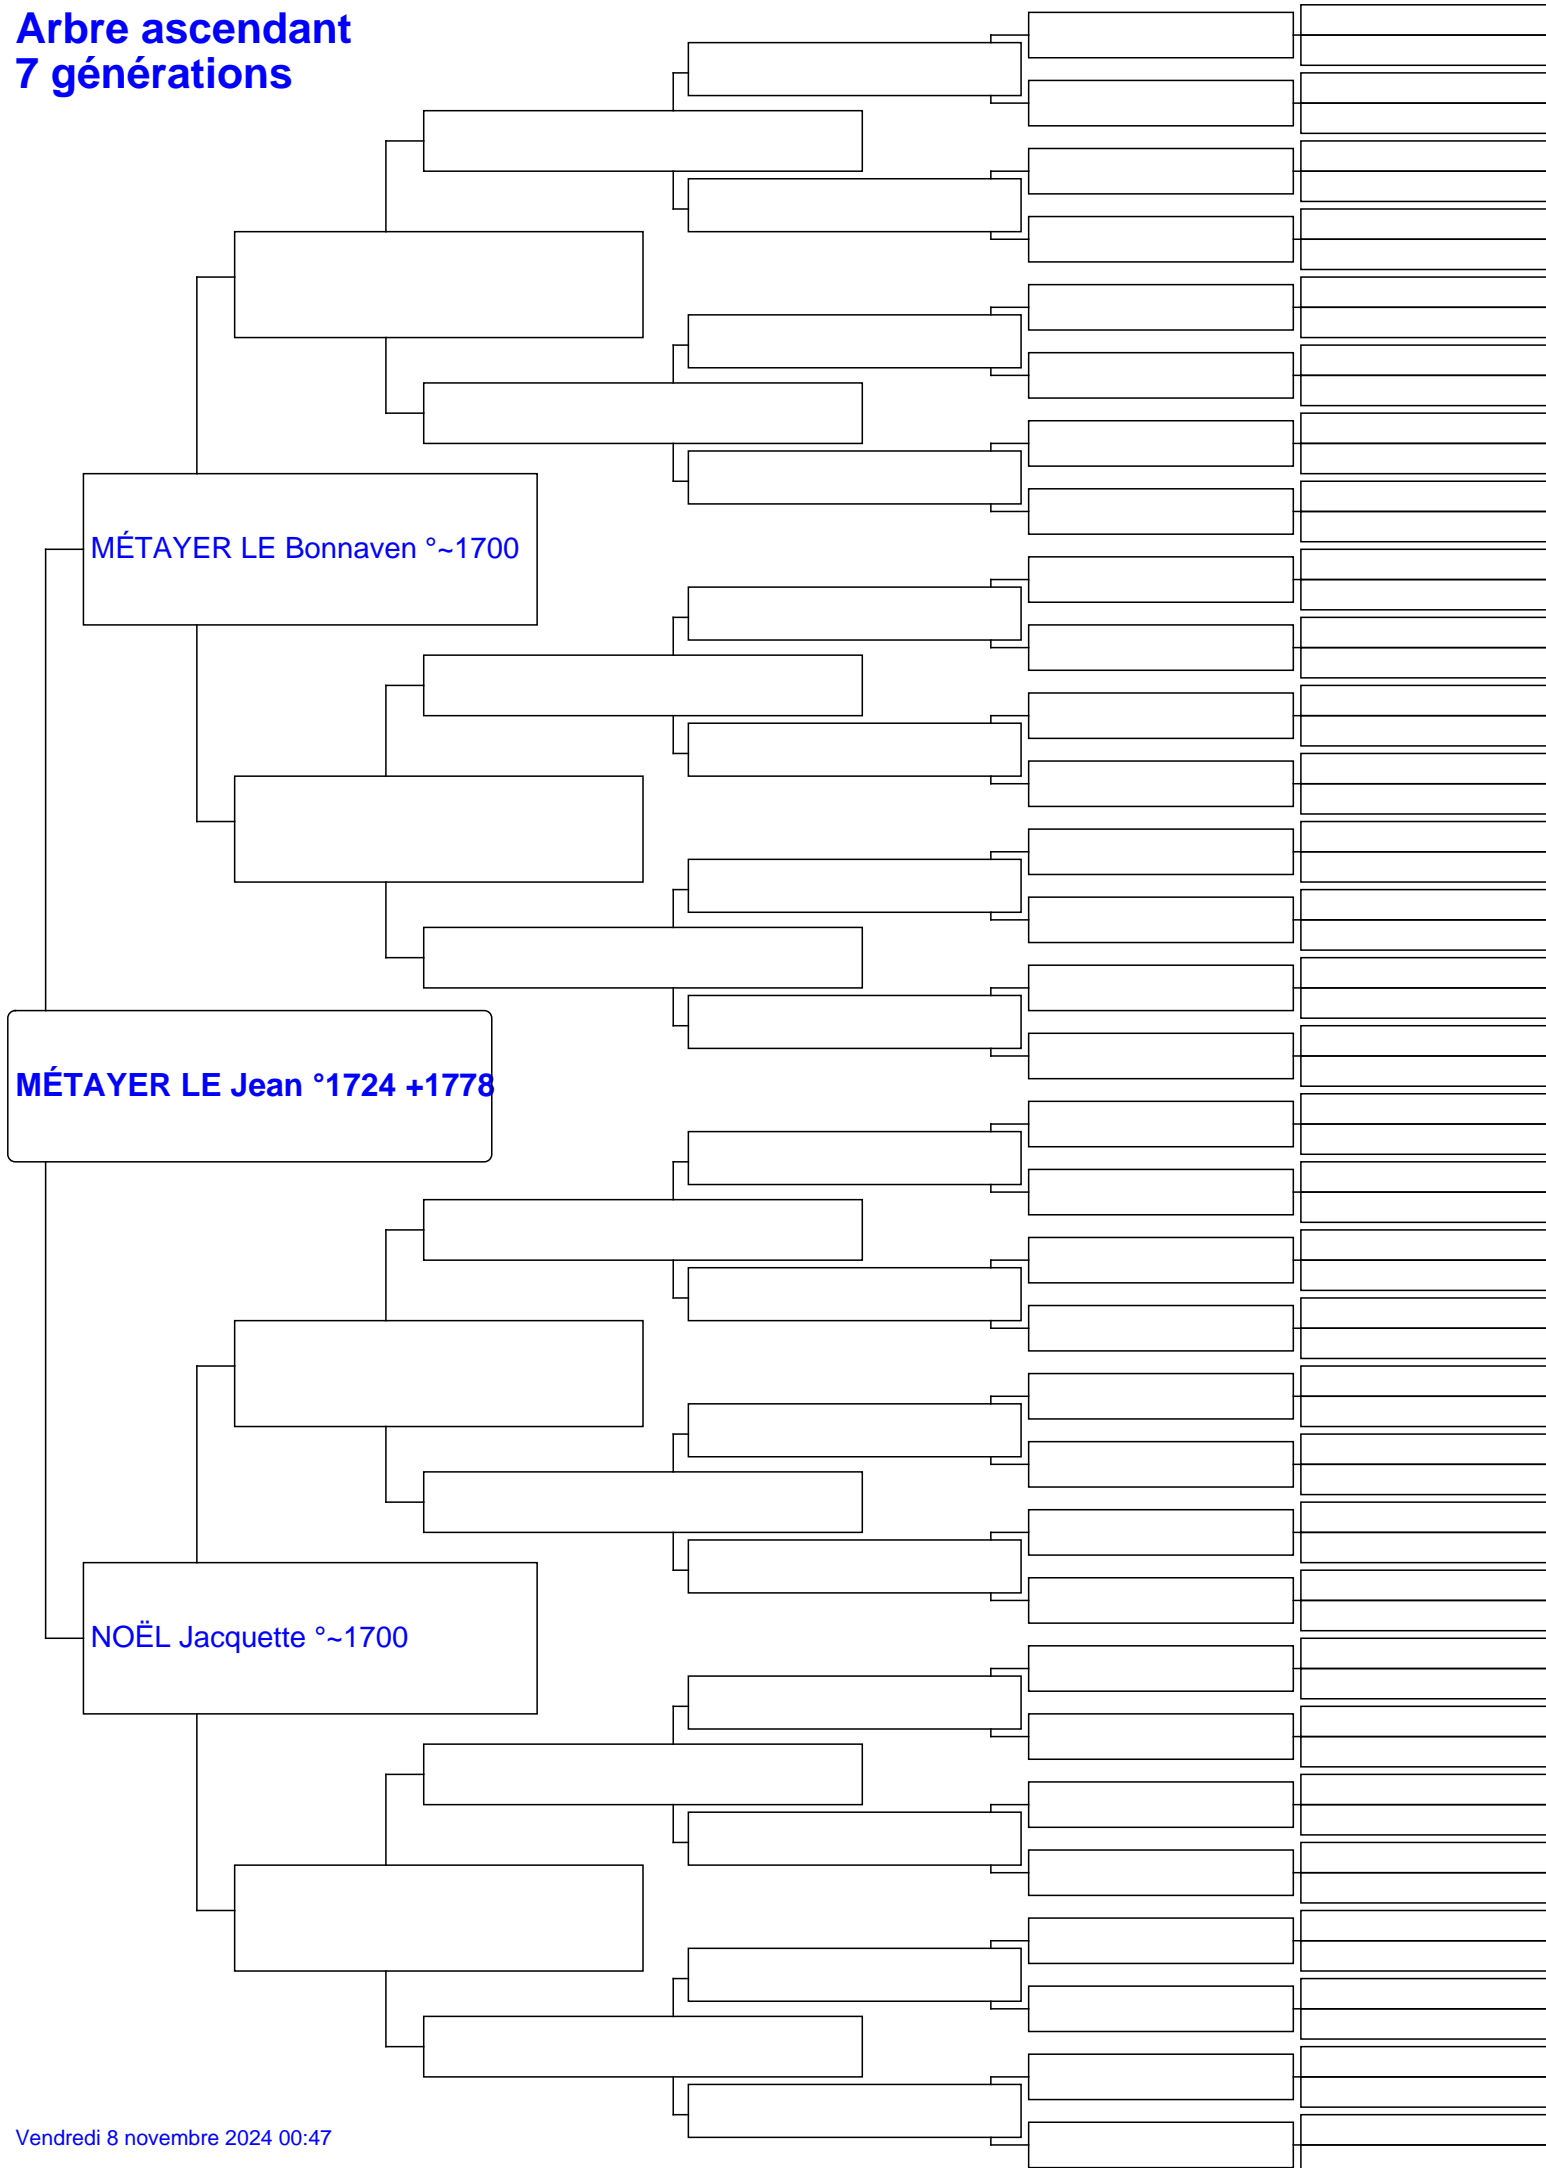 Arbre ascendant
7 générations
MÉTAYER LE Bonnaven °~1700
MÉTAYER LE Jean °1724 +1778
NOËL Jacquette °~1700
Vendredi 8 novembre 2024 00:47